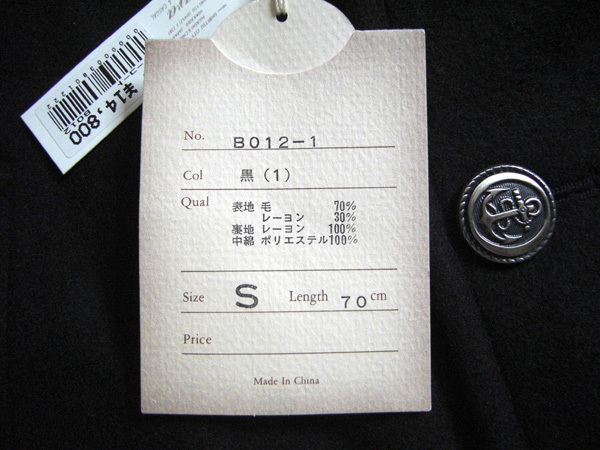 CASUAL
¥14,800
B012
No. B012-1
Col 黒(1)
Qual 表地 毛 70%
レーヨン 30%
裏地 レーヨン 100%
中綿 ポリエステル100%
Size S Length 70cm
Price
Made In China